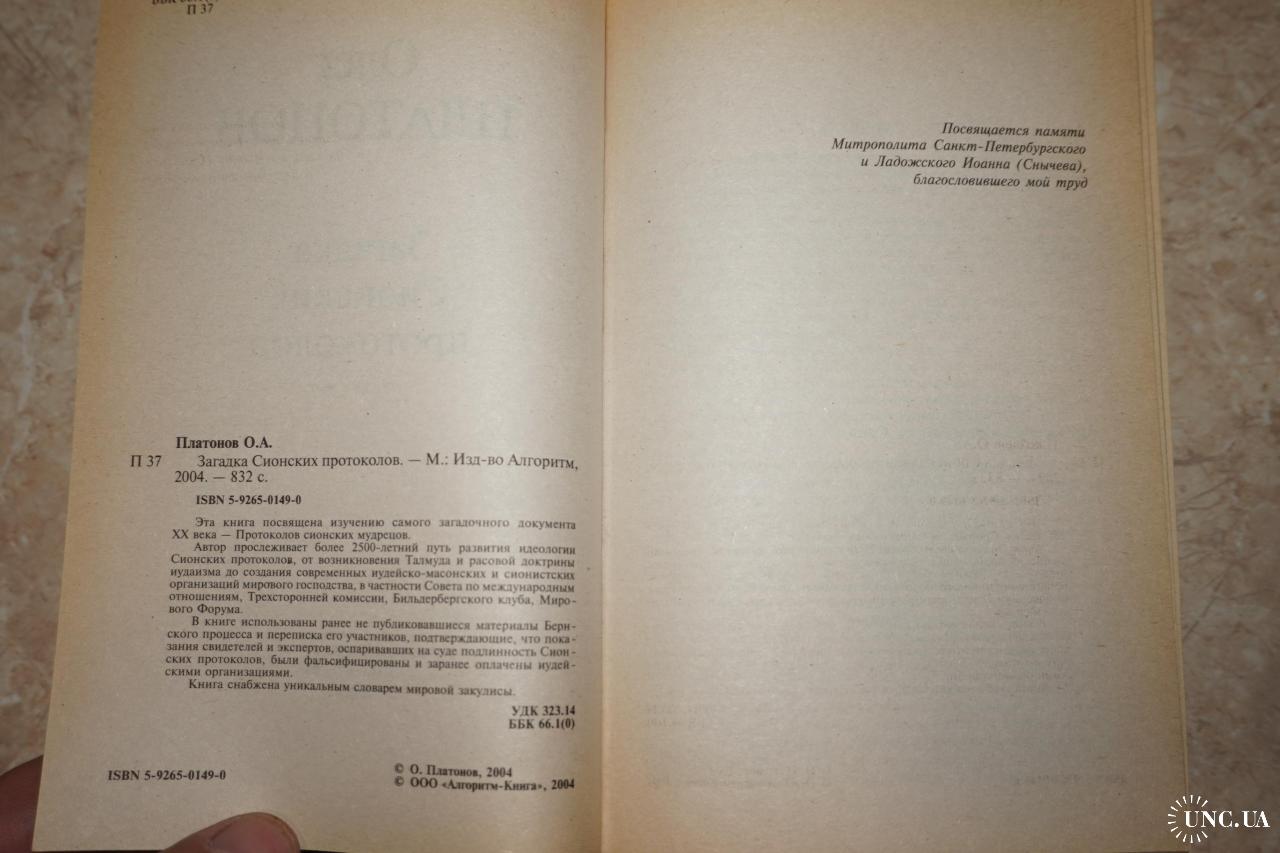 П 37
Платонов О.А.
П 37 Загадка Сионских протоколов. — М.: Изд-во Алгоритм,
2004. — 832 с.
ISBN 5-9265-0149-0
Эта книга посвящена изучению самого загадочного документа
XX века — Протоколов сионских мудрецов.
Автор прослеживает более 2500-летний путь развития идеологии
Сионских протоколов, от возникновения Талмуда и расовой доктрины
иудаизма до создания современных иудейско-масонских и сионистских
организаций мирового господства, в частности Совета по международным
отношениям, Трехсторонней комиссии, Бильдербергского клуба, Миро-
вого Форума.
В книге использованы ранее не публиковавшиеся материалы Берн-
ского процесса и переписка его участников, подтверждающие, что пока-
зания свидетелей и экспертов, оспаривавших на суде подлинность Сион-
ских протоколов, были фальсифицированы и заранее оплачены иудей-
скими организациями.
Книга снабжена уникальным словарем мировой закулисы.
УДК 323.14
ББК 66.1(0)
ISBN 5-9265-0149-0
© О. Платонов, 2004
© ООО «Алгоритм-Книга», 2004
Посвящается памяти
Митрополита Санкт-Петербургского
и Ладожского Иоанна (Снычева),
благословившего мой труд
UNC.UA